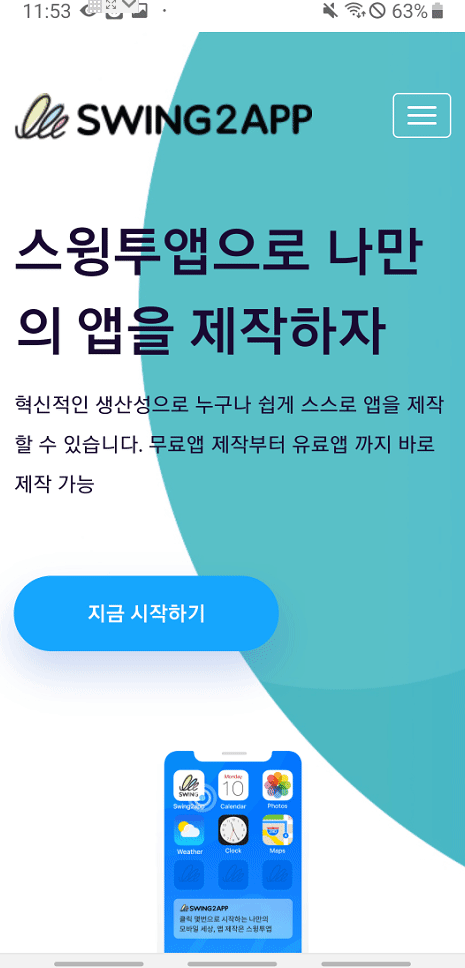 11:53
63%
SWING2APP
스윙투앱으로 나만
의 앱을 제작하자
혁신적인 생산성으로 누구나 쉽게 스스로 앱을 제작
할 수 있습니다. 무료앱 제작부터 유료앱 까지 바로
제작 가능
지금 시작하기
SWING
Monday
10
Swing2app
Calendar
Photos
Weather
Clock
Maps
SWING2APP
클릭 몇번으로 시작하는 나만의
모바일 세상, 앱 제작은 스윙투앱